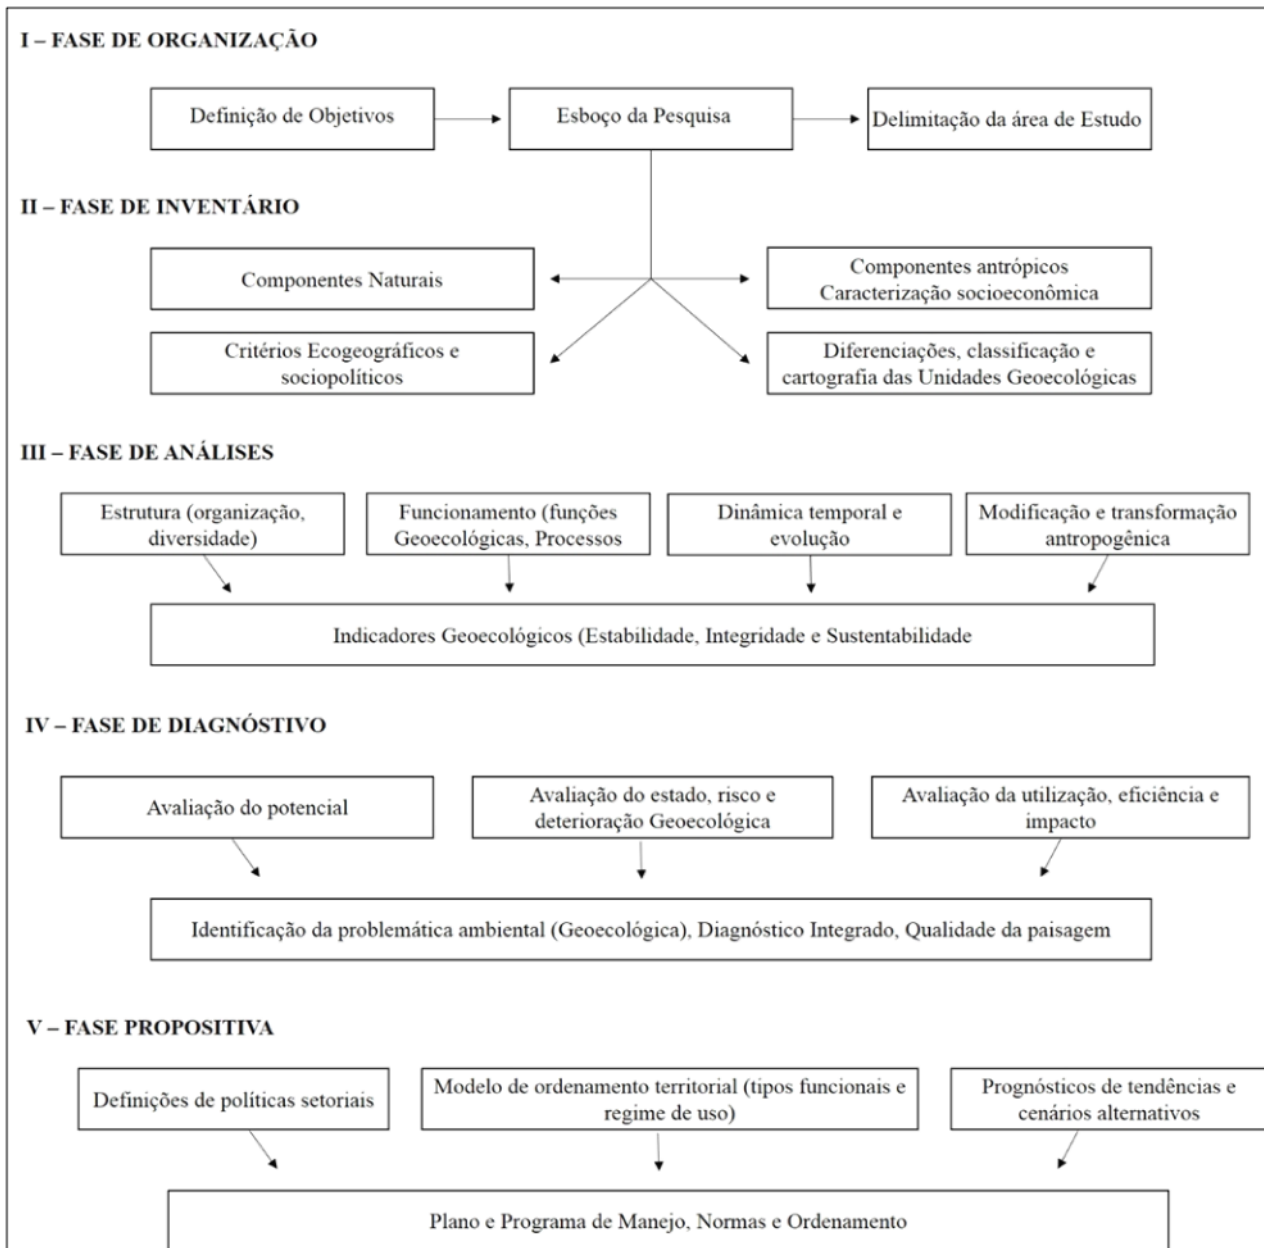 I – FASE DE ORGANIZAÇÃO
Definição de Objetivos
Esboço da Pesquisa
Delimitação da área de Estudo
II – FASE DE INVENTÁRIO
Componentes Naturais
Componentes antrópicos
Caracterização socioeconômica
Critérios Ecogeográficos e
sociopolíticos
Diferenciações, classificação e
cartografia das Unidades Geoecológicas
III – FASE DE ANÁLISES
Estrutura (organização,
diversidade)
Funcionamento (funções
Geoecológicas, Processos
Dinâmica temporal e
evolução
Modificação e transformação
antropogênica
Indicadores Geoecológicos (Estabilidade, Integridade e Sustentabilidade
IV – FASE DE DIAGNÓSTIVO
Avaliação do potencial
Avaliação do estado, risco e
deterioração Geoecológica
Avaliação da utilização, eficiência e
impacto
Identificação da problemática ambiental (Geoecológica), Diagnóstico Integrado, Qualidade da paisagem
V – FASE PROPOSITIVA
Definições de políticas setoriais
Modelo de ordenamento territorial (tipos funcionais e
regime de uso)
Prognósticos de tendências e
cenários alternativos
Plano e Programa de Manejo, Normas e Ordenamento